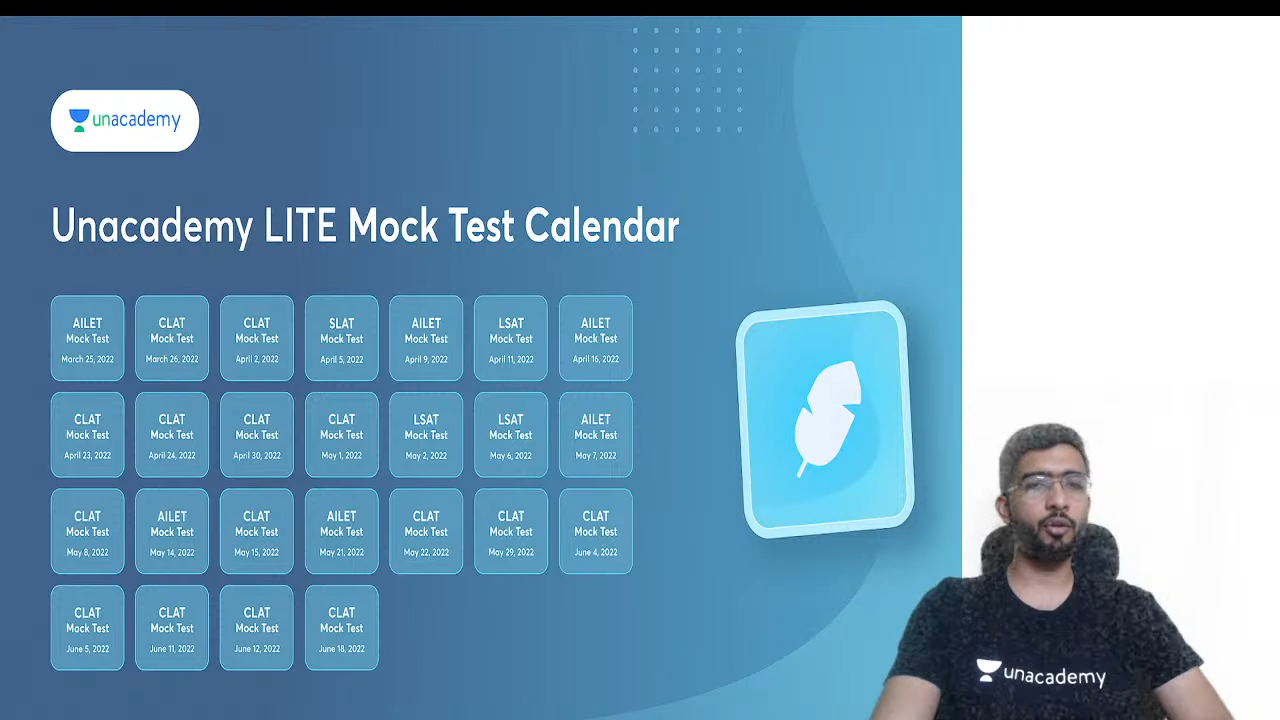 unacademy
Unacademy LITE Mock Test Calendar
AILET
Mock Test
March 25, 2022
CLAT
Mock Test
March 26, 2022
CLAT
Mock Test
April 2, 2022
SLAT
Mock Test
April 5, 2022
AILET
Mock Test
April 9, 2022
LSAT
Mock Test
April 11, 2022
AILET
Mock Test
April 16, 2022
CLAT
Mock Test
April 23, 2022
CLAT
Mock Test
April 24, 2022
CLAT
Mock Test
April 30, 2022
CLAT
Mock Test
May 1, 2022
LSAT
Mock Test
May 2, 2022
LSAT
Mock Test
May 6, 2022
AILET
Mock Test
May 7, 2022
CLAT
Mock Test
May 8, 2022
AILET
Mock Test
May 14, 2022
CLAT
Mock Test
May 15, 2022
AILET
Mock Test
May 21, 2022
CLAT
Mock Test
May 22, 2022
CLAT
Mock Test
May 29, 2022
CLAT
Mock Test
June 4, 2022
CLAT
Mock Test
June 5, 2022
CLAT
Mock Test
June 11, 2022
CLAT
Mock Test
June 12, 2022
CLAT
Mock Test
June 18, 2022
unacademy